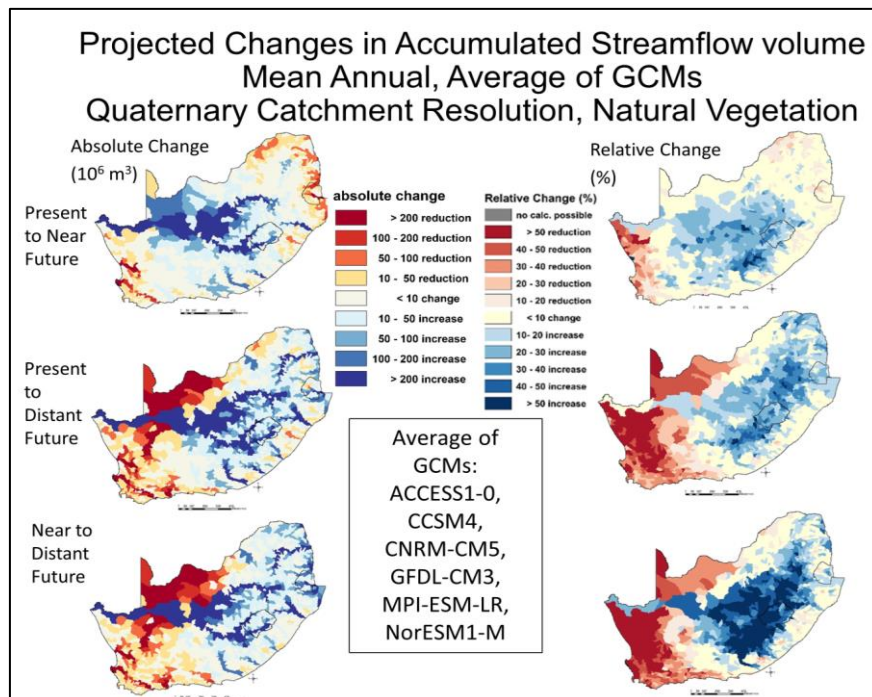 Projected Changes in Accumulated Streamflow volume
Mean Annual, Average of GCMs
Quaternary Catchment Resolution, Natural Vegetation
Absolute Change
(10⁶ m³)
Relative Change
(%)
Present
to Near
Future
absolute change
> 200 reduction
100 - 200 reduction
50 - 100 reduction
10 - 50 reduction
< 10 change
10 - 50 increase
50 - 100 increase
100 - 200 increase
> 200 increase
Relative Change (%)
no calc. possible
> 50 reduction
40 - 50 reduction
30 - 40 reduction
20 - 30 reduction
10 - 20 reduction
< 10 change
10- 20 increase
20 - 30 increase
30 - 40 increase
40 - 50 increase
> 50 increase
Present
to
Distant
Future
Near to
Distant
Future
Average of
GCMs:
ACCESS1-0,
CCSM4,
CNRM-CM5,
GFDL-CM3,
MPI-ESM-LR,
NorESM1-M